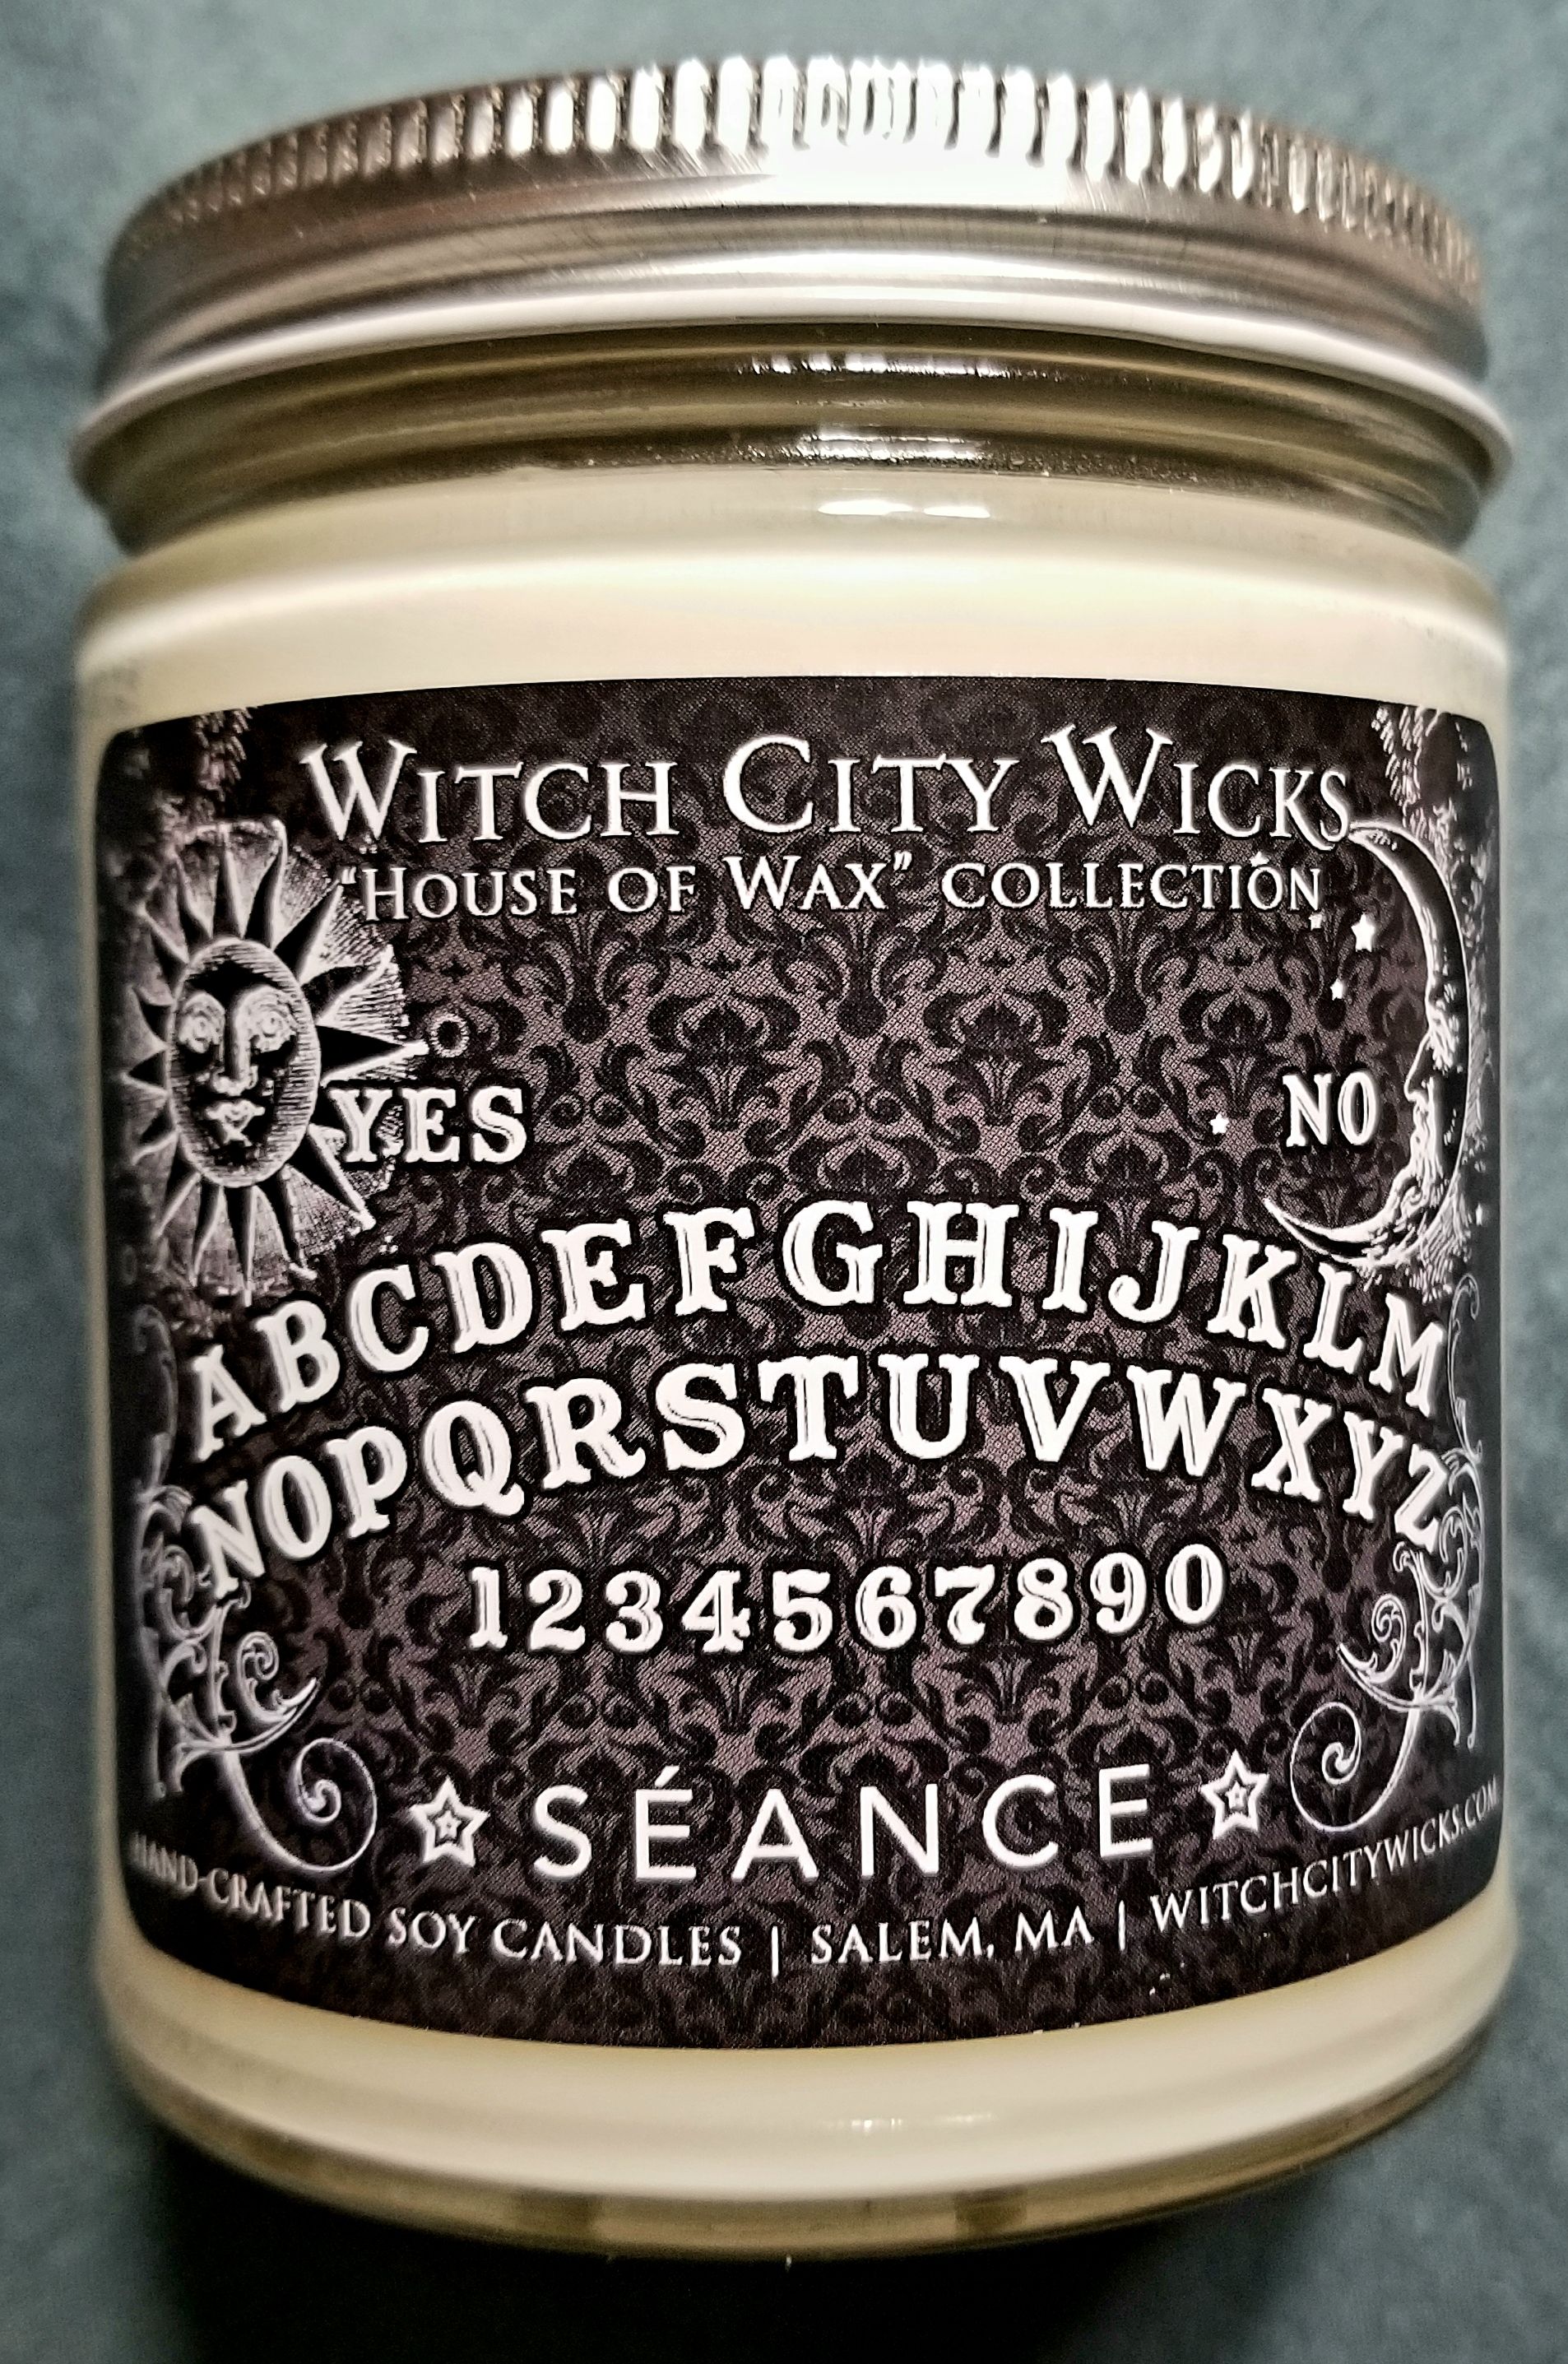 WITCH CITY WICKS
"HOUSE OF WAX" COLLECTION
YES NO
ABCDEFGHIJKLM
NOPQRSTUVWXYZ
1234567890
SÉANCE
HAND-CRAFTED SOY CANDLES | SALEM, MA | WITCHCITYWICKS.COM